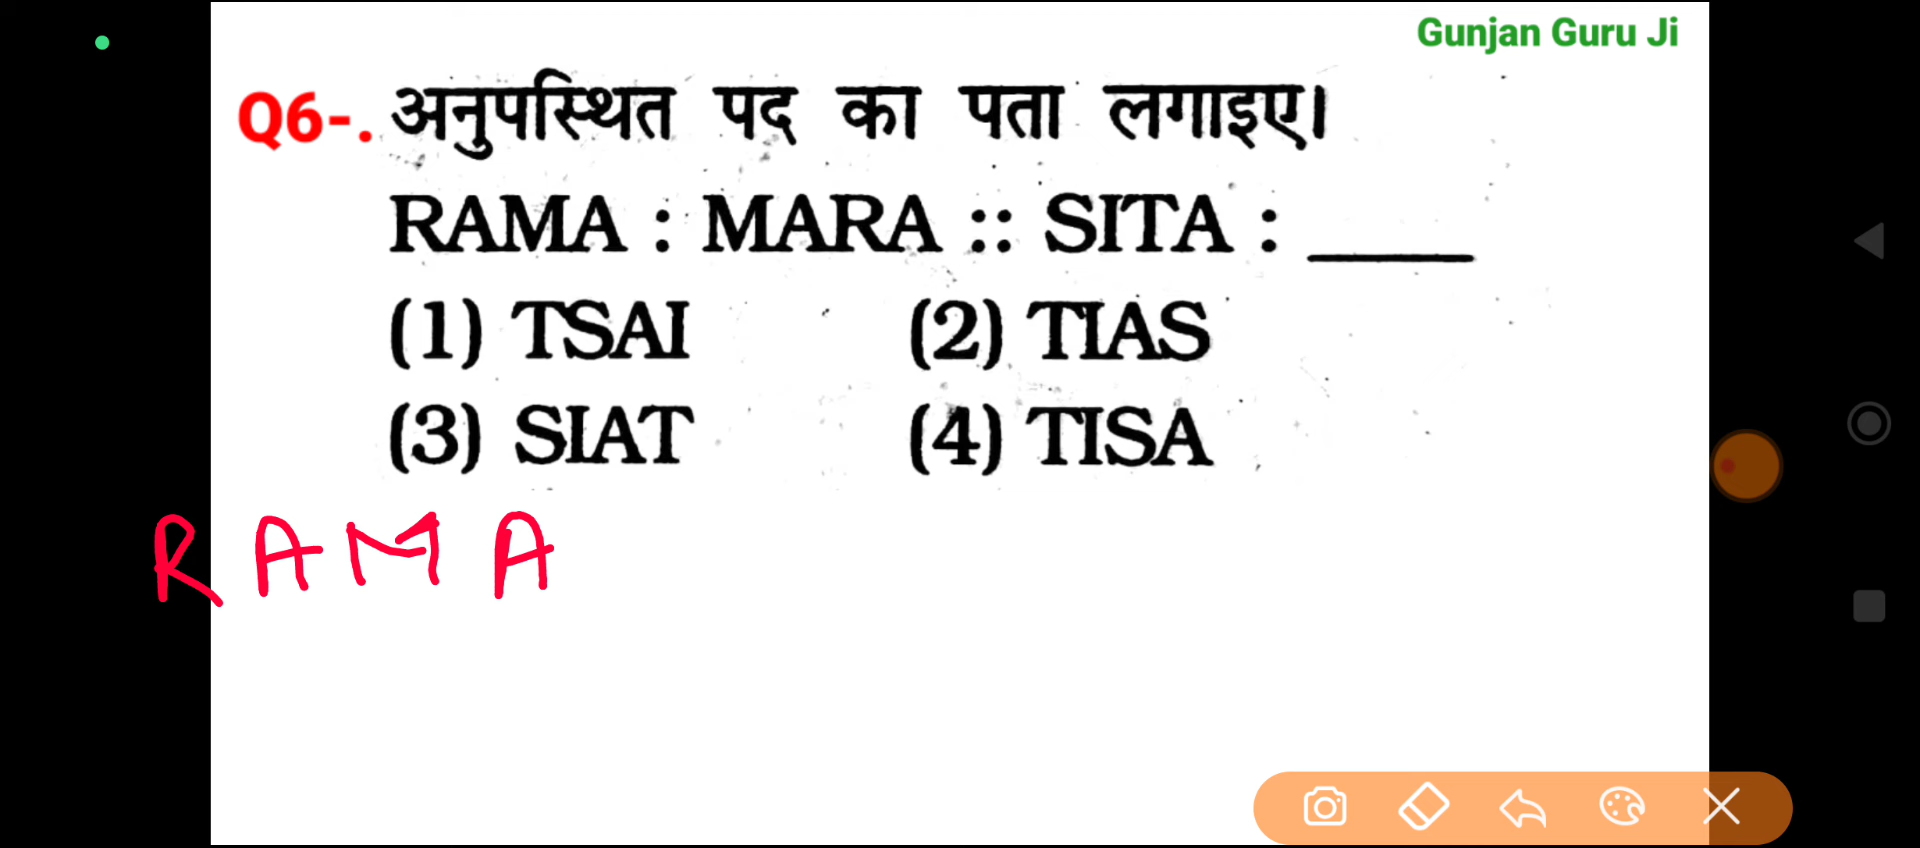 Gunjan Guru Ji
Q6-. अनुपस्थित पद का पता लगाइए।
RAMA : MARA :: SITA : _____
(1) TSAI (2) TIAS
(3) SIAT (4) TISA
RAMA